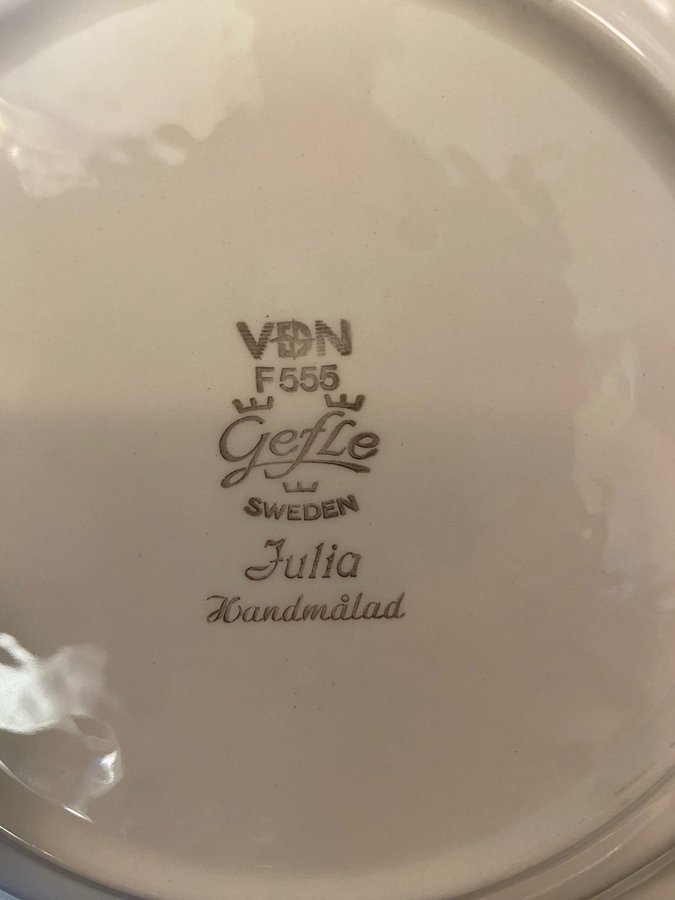 VDN
F555
Gefle
SWEDEN
Julia
Handmålad